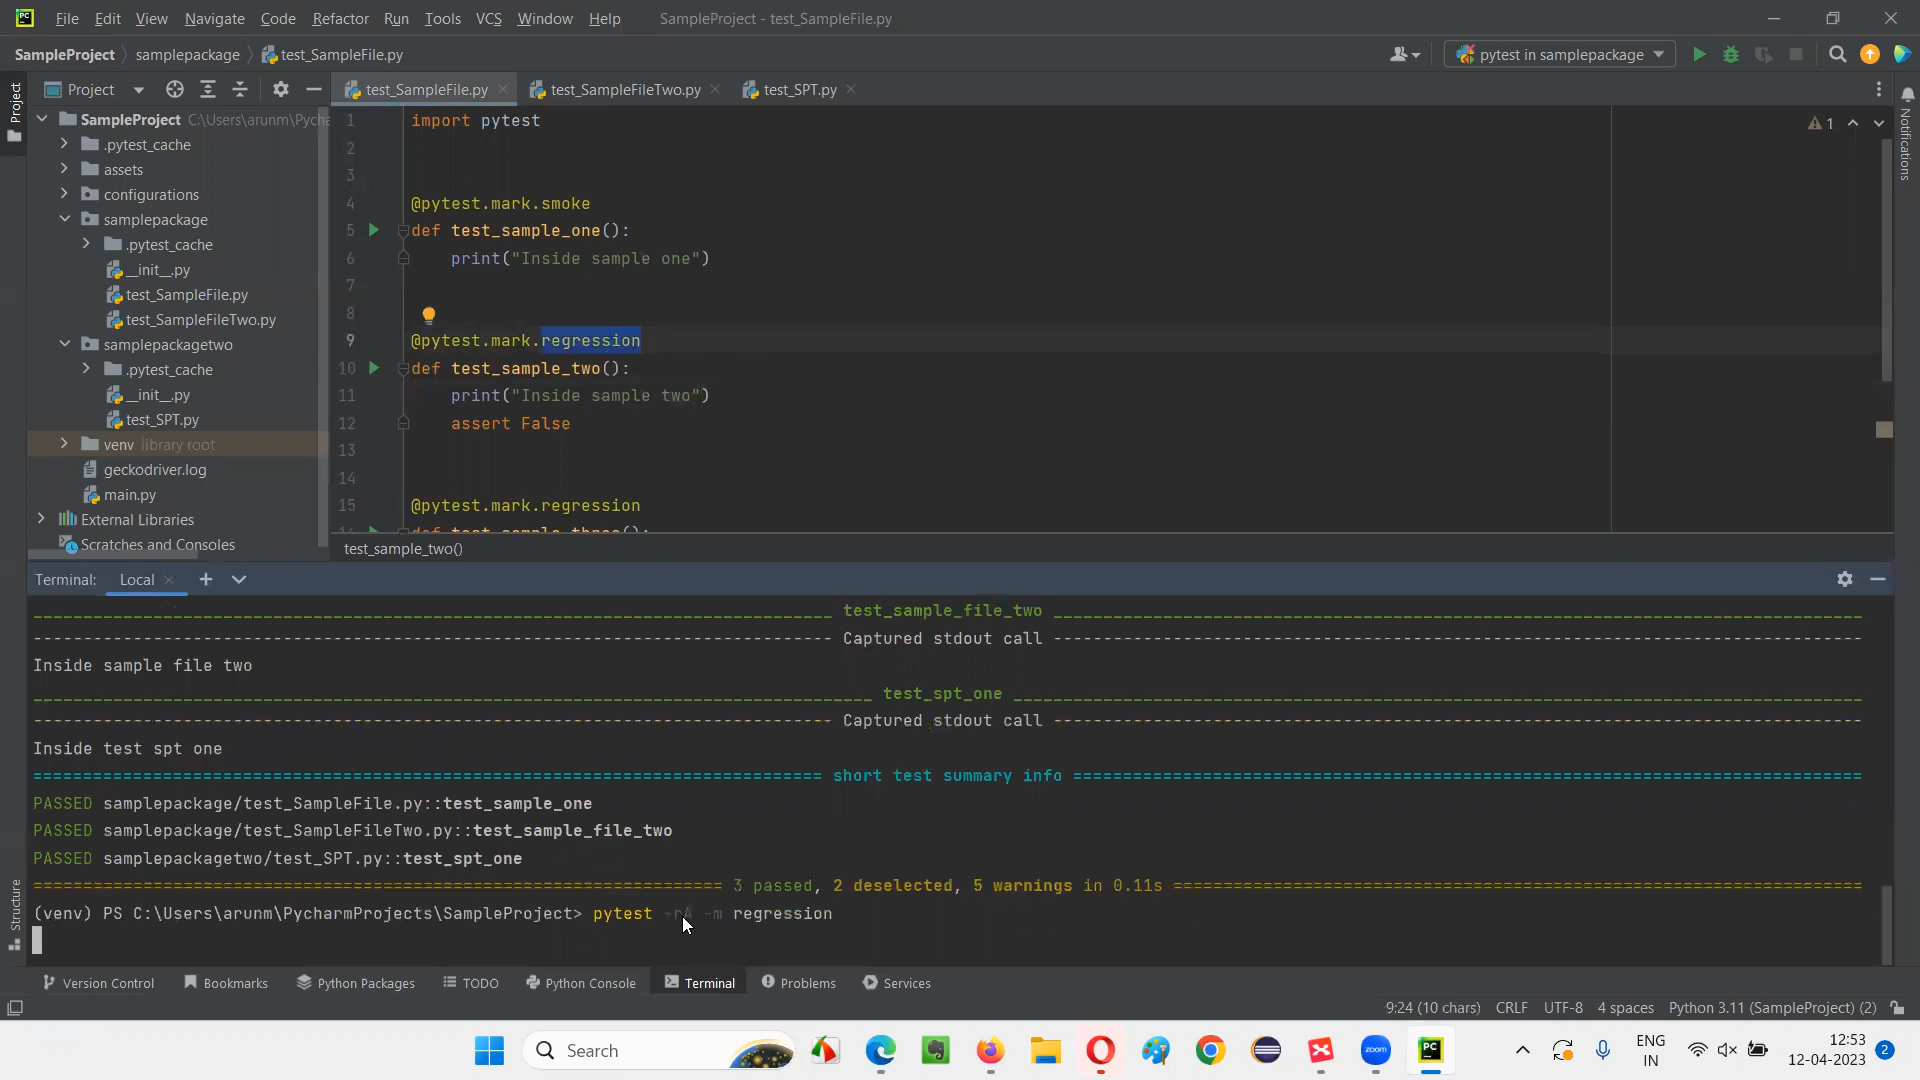 PC File Edit View Navigate Code Refactor Run Tools VCS Window Help SampleProject - test_SampleFile.py
SampleProject samplepackage test_SampleFile.py pytest in samplepackage
Project test_SampleFile.py test_SampleFileTwo.py test_SPT.py
Project
Notifications
Structure
SampleProject C:\Users\arunm\Pycha
.pytest_cache
assets
configurations
samplepackage
.pytest_cache
__init__.py
test_SampleFile.py
test_SampleFileTwo.py
samplepackagetwo
.pytest_cache
__init__.py
test_SPT.py
venv library root
geckodriver.log
main.py
External Libraries
Scratches and Consoles
1 import pytest
2
3
4 @pytest.mark.smoke
5 def test_sample_one():
6 print("Inside sample one")
7
8
9 @pytest.mark.regression
10 def test_sample_two():
11 print("Inside sample two")
12 assert False
13
14
15 @pytest.mark.regression
def test_sample_three():
1
test_sample_two()
Terminal: Local
_____ test_sample_file_two _____
----- Captured stdout call -----
Inside sample file two
_____ test_spt_one _____
----- Captured stdout call -----
Inside test spt one
===== short test summary info =====
PASSED samplepackage/test_SampleFile.py::test_sample_one
PASSED samplepackage/test_SampleFileTwo.py::test_sample_file_two
PASSED samplepackagetwo/test_SPT.py::test_spt_one
===== 3 passed, 2 deselected, 5 warnings in 0.11s =====
(venv) PS C:\Users\arunm\PycharmProjects\SampleProject> pytest -rA -m regression
Version Control Bookmarks Python Packages TODO Python Console Terminal Problems Services
9:24 (10 chars) CRLF UTF-8 4 spaces Python 3.11 (SampleProject) (2)
Search zoom PC ENG IN 12:53 12-04-2023 2